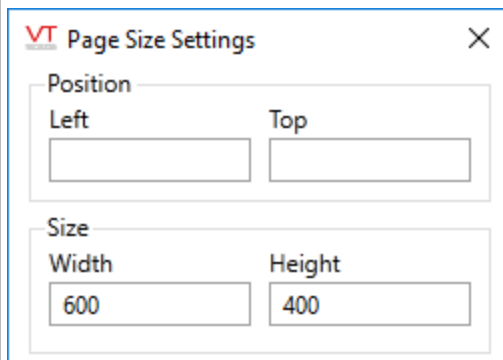 VT Page Size Settings
Position
Left Top
Size
Width Height
600 400